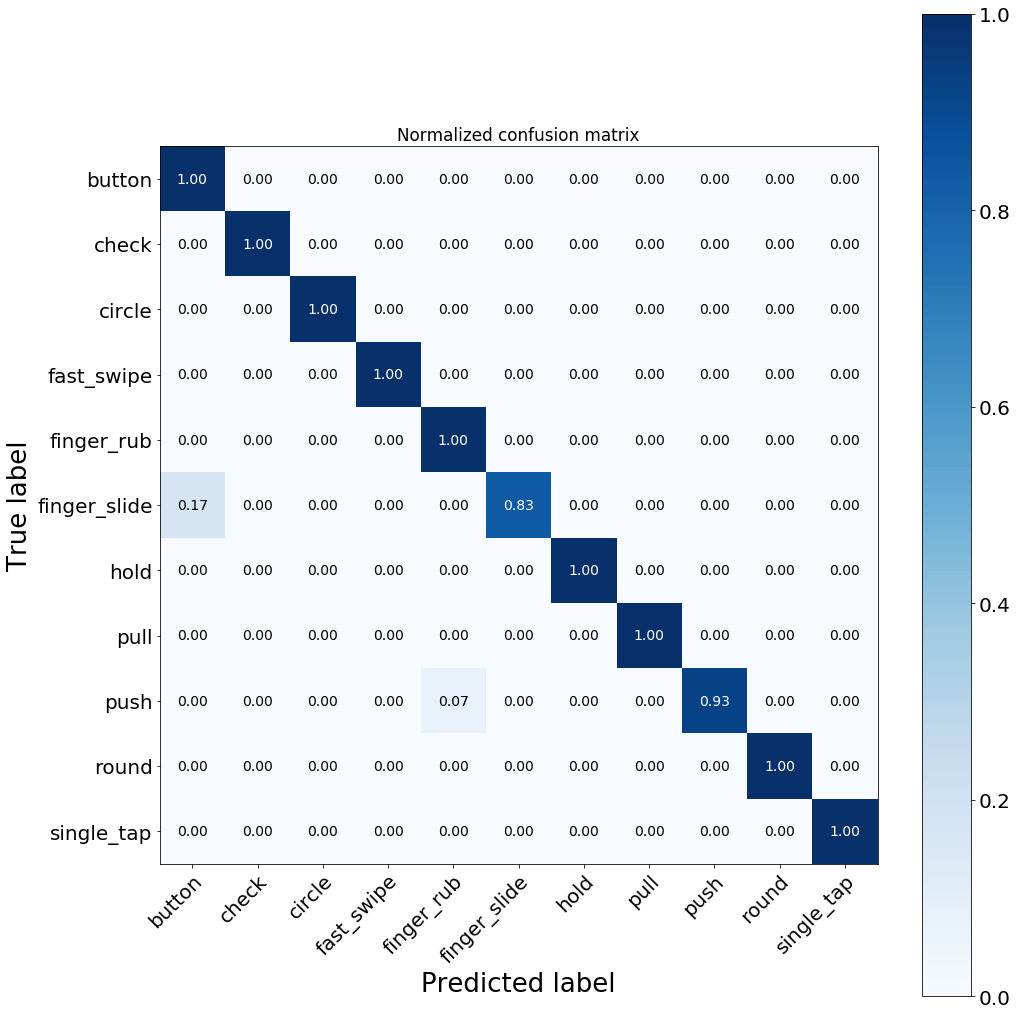 Normalized confusion matrix
True label
button 1.00 0.00 0.00 0.00 0.00 0.00 0.00 0.00 0.00 0.00 0.00
check 0.00 1.00 0.00 0.00 0.00 0.00 0.00 0.00 0.00 0.00 0.00
circle 0.00 0.00 1.00 0.00 0.00 0.00 0.00 0.00 0.00 0.00 0.00
fast_swipe 0.00 0.00 0.00 1.00 0.00 0.00 0.00 0.00 0.00 0.00 0.00
finger_rub 0.00 0.00 0.00 0.00 1.00 0.00 0.00 0.00 0.00 0.00 0.00
finger_slide 0.17 0.00 0.00 0.00 0.00 0.83 0.00 0.00 0.00 0.00 0.00
hold 0.00 0.00 0.00 0.00 0.00 0.00 1.00 0.00 0.00 0.00 0.00
pull 0.00 0.00 0.00 0.00 0.00 0.00 0.00 1.00 0.00 0.00 0.00
push 0.00 0.00 0.00 0.00 0.07 0.00 0.00 0.00 0.93 0.00 0.00
round 0.00 0.00 0.00 0.00 0.00 0.00 0.00 0.00 0.00 1.00 0.00
single_tap 0.00 0.00 0.00 0.00 0.00 0.00 0.00 0.00 0.00 0.00 1.00
button check circle fast_swipe finger_rub finger_slide hold pull push round single_tap
Predicted label
1.0
0.8
0.6
0.4
0.2
0.0